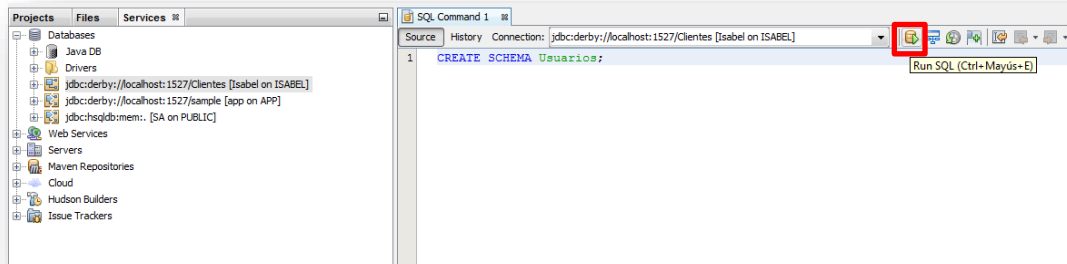 Projects Files Services
Databases
Java DB
Drivers
jdbc:derby://localhost:1527/Clientes [Isabel on ISABEL]
jdbc:derby://localhost:1527/sample [app on APP]
jdbc:hsqldb:mem:. [SA on PUBLIC]
Web Services
Servers
Maven Repositories
Cloud
Hudson Builders
Issue Trackers
SQL Command 1
Source History Connection: jdbc:derby://localhost:1527/Clientes [Isabel on ISABEL]
1 CREATE SCHEMA Usuarios;
Run SQL (Ctrl+Mayús+E)